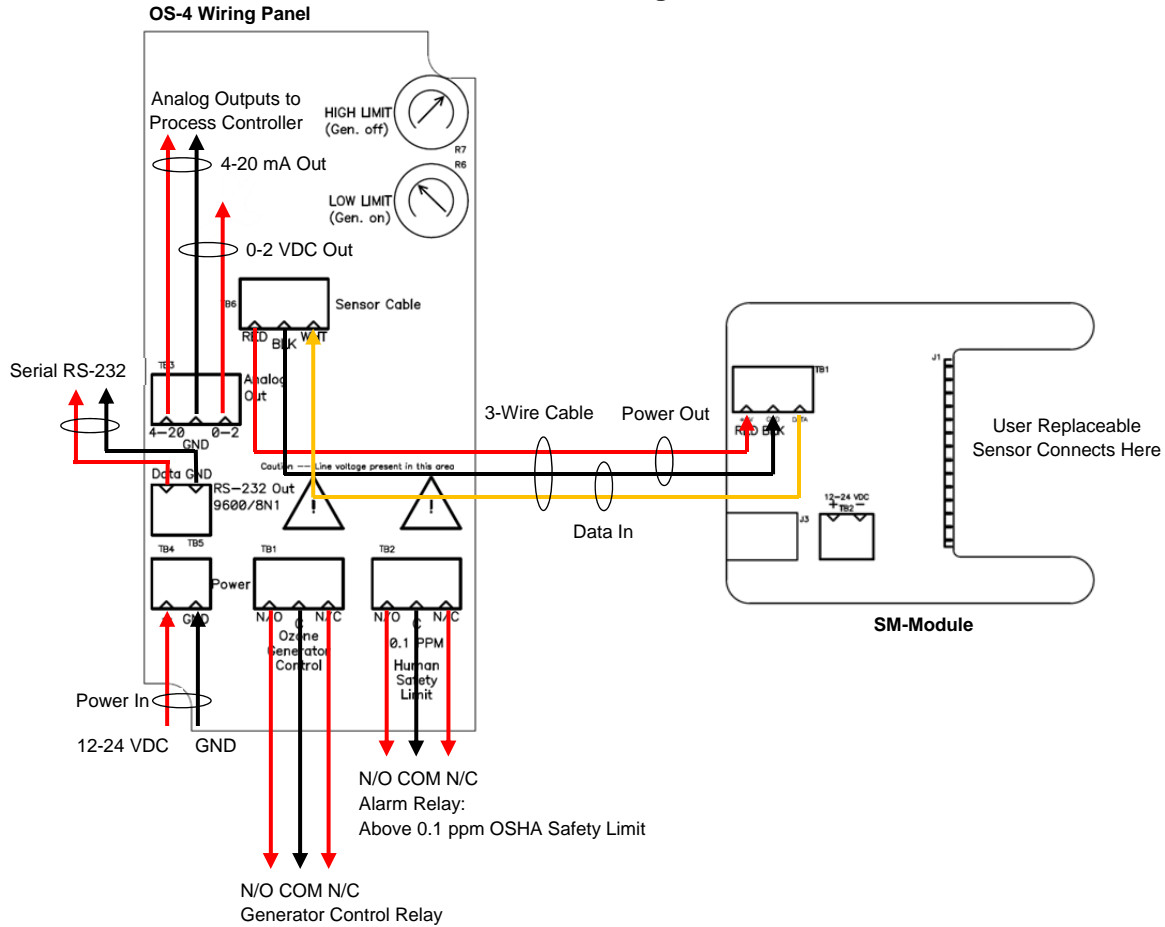 OS-4 Wiring Panel
Analog Outputs to
Process Controller
4-20 mA Out
0-2 VDC Out
HIGH LIMIT
(Gen. off)
R7
R6
LOW LIMIT
(Gen. on)
TB6
Sensor Cable
RED
BLK
WHT
Serial RS-232
TB3
Analog
Out
4-20
GND
0-2
Data GND
RS-232 Out
9600/8N1
Caution -- Line voltage present in this area
!
!
TB4
TB5
Power
GND
TB1
N/O
C
N/C
Ozone
Generator
Control
TB2
N/O
C
N/C
0.1 PPM
Human
Safety
Limit
Power In
12-24 VDC
GND
N/O COM N/C
Alarm Relay:
Above 0.1 ppm OSHA Safety Limit
N/O COM N/C
Generator Control Relay
3-Wire Cable
Power Out
Data In
TB1
GND
DATA
RED BLK
J1
User Replaceable
Sensor Connects Here
12-24 VDC
+ TB2 -
J3
SM-Module